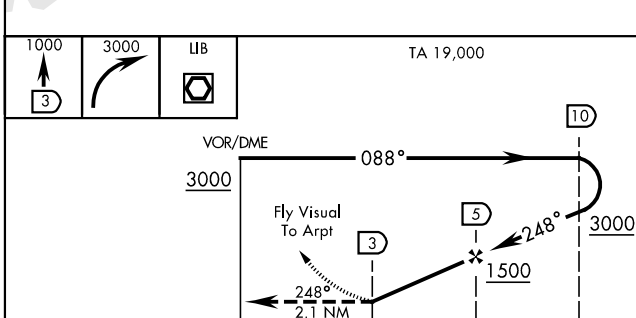 1000
3000
LIB
3
TA 19,000
10
VOR/DME
088°
3000
Fly Visual
To Arpt
5
248°
3000
3
1500
248°
2.1 NM